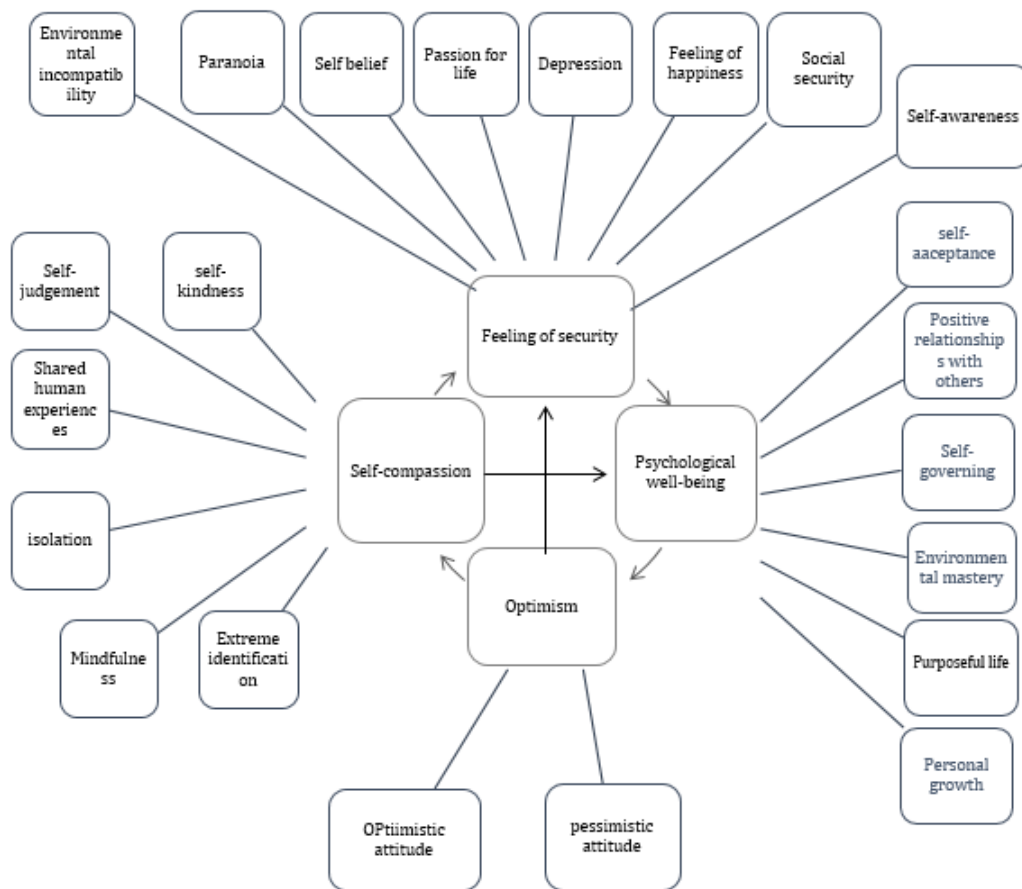 Environme
ntal
incompatib
ility
Paranoia
Self belief
Passion for
life
Depression
Feeling of
happiness
Social
security
Self-awareness
Self-
judgement
self-
kindness
self-
aaceptance
Feeling of security
Positive
relationship
s with
others
Shared
human
experienc
es
Self-compassion
Psychological
well-being
Self-
governing
isolation
Environmen
tal mastery
Optimism
Mindfulne
ss
Extreme
identificati
on
Purposeful life
Personal
growth
OPtiimistic
attitude
pessimistic
attitude